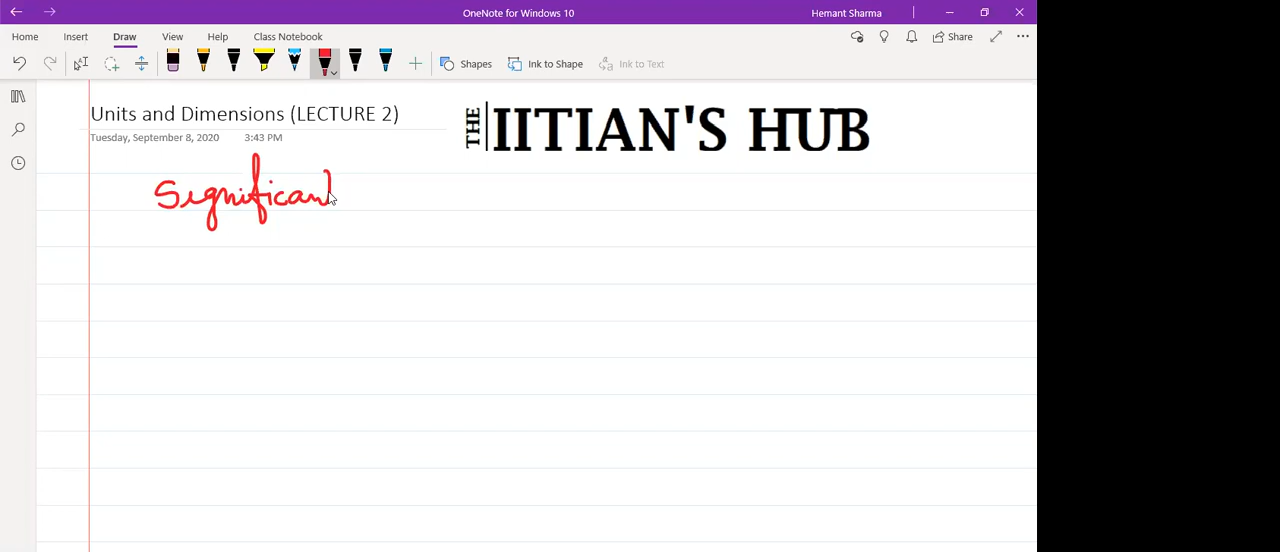 OneNote for Windows 10
Hemant Sharma
Home Insert Draw View Help Class Notebook
Share
Shapes Ink to Shape Ink to Text
Units and Dimensions (LECTURE 2)
Tuesday, September 8, 2020 3:43 PM
THE IITIAN'S HUB
Significan